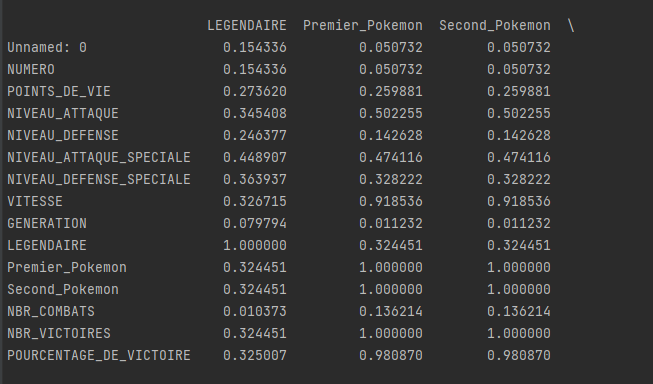 LEGENDAIRE Premier_Pokemon Second_Pokemon \
Unnamed: 0 0.154336 0.050732 0.050732
NUMERO 0.154336 0.050732 0.050732
POINTS_DE_VIE 0.273620 0.259881 0.259881
NIVEAU_ATTAQUE 0.345408 0.502255 0.502255
NIVEAU_DEFENSE 0.246377 0.142628 0.142628
NIVEAU_ATTAQUE_SPECIALE 0.448907 0.474116 0.474116
NIVEAU_DEFENSE_SPECIALE 0.363937 0.328222 0.328222
VITESSE 0.326715 0.918536 0.918536
GENERATION 0.079794 0.011232 0.011232
LEGENDAIRE 1.000000 0.324451 0.324451
Premier_Pokemon 0.324451 1.000000 1.000000
Second_Pokemon 0.324451 1.000000 1.000000
NBR_COMBATS 0.010373 0.136214 0.136214
NBR_VICTOIRES 0.324451 1.000000 1.000000
POURCENTAGE_DE_VICTOIRE 0.325007 0.980870 0.980870